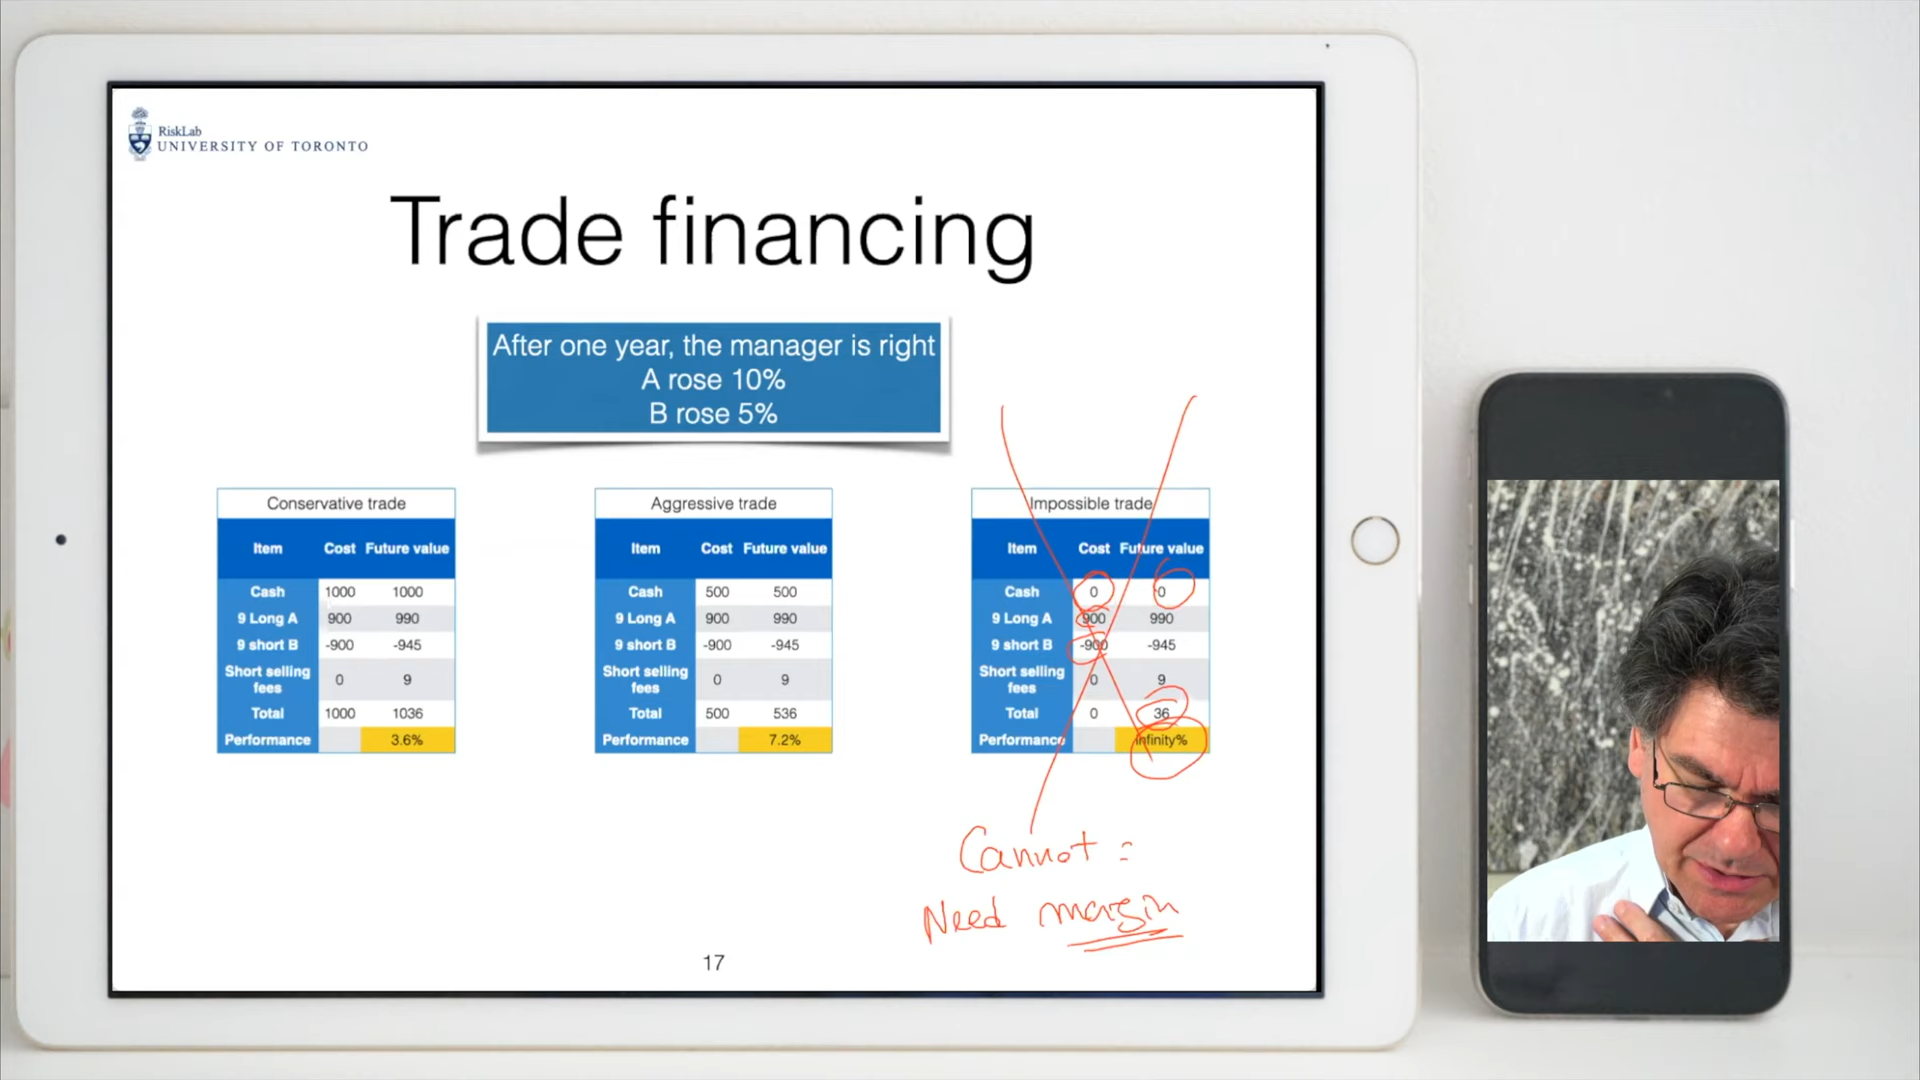 RiskLab
UNIVERSITY OF TORONTO
Trade financing
After one year, the manager is right
A rose 10%
B rose 5%
Conservative trade
Item Cost Future value
Cash 1000 1000
9 Long A 900 990
9 short B -900 -945
Short selling
fees 0 9
Total 1000 1036
Performance 3.6%
Aggressive trade
Item Cost Future value
Cash 500 500
9 Long A 900 990
9 short B -900 -945
Short selling
fees 0 9
Total 500 536
Performance 7.2%
Impossible trade
Item Cost Future value
Cash 0 0
9 Long A 900 990
9 short B -900 -945
Short selling
fees 0 9
Total 0 36
Performance infinity%
Cannot :
Need margin
17